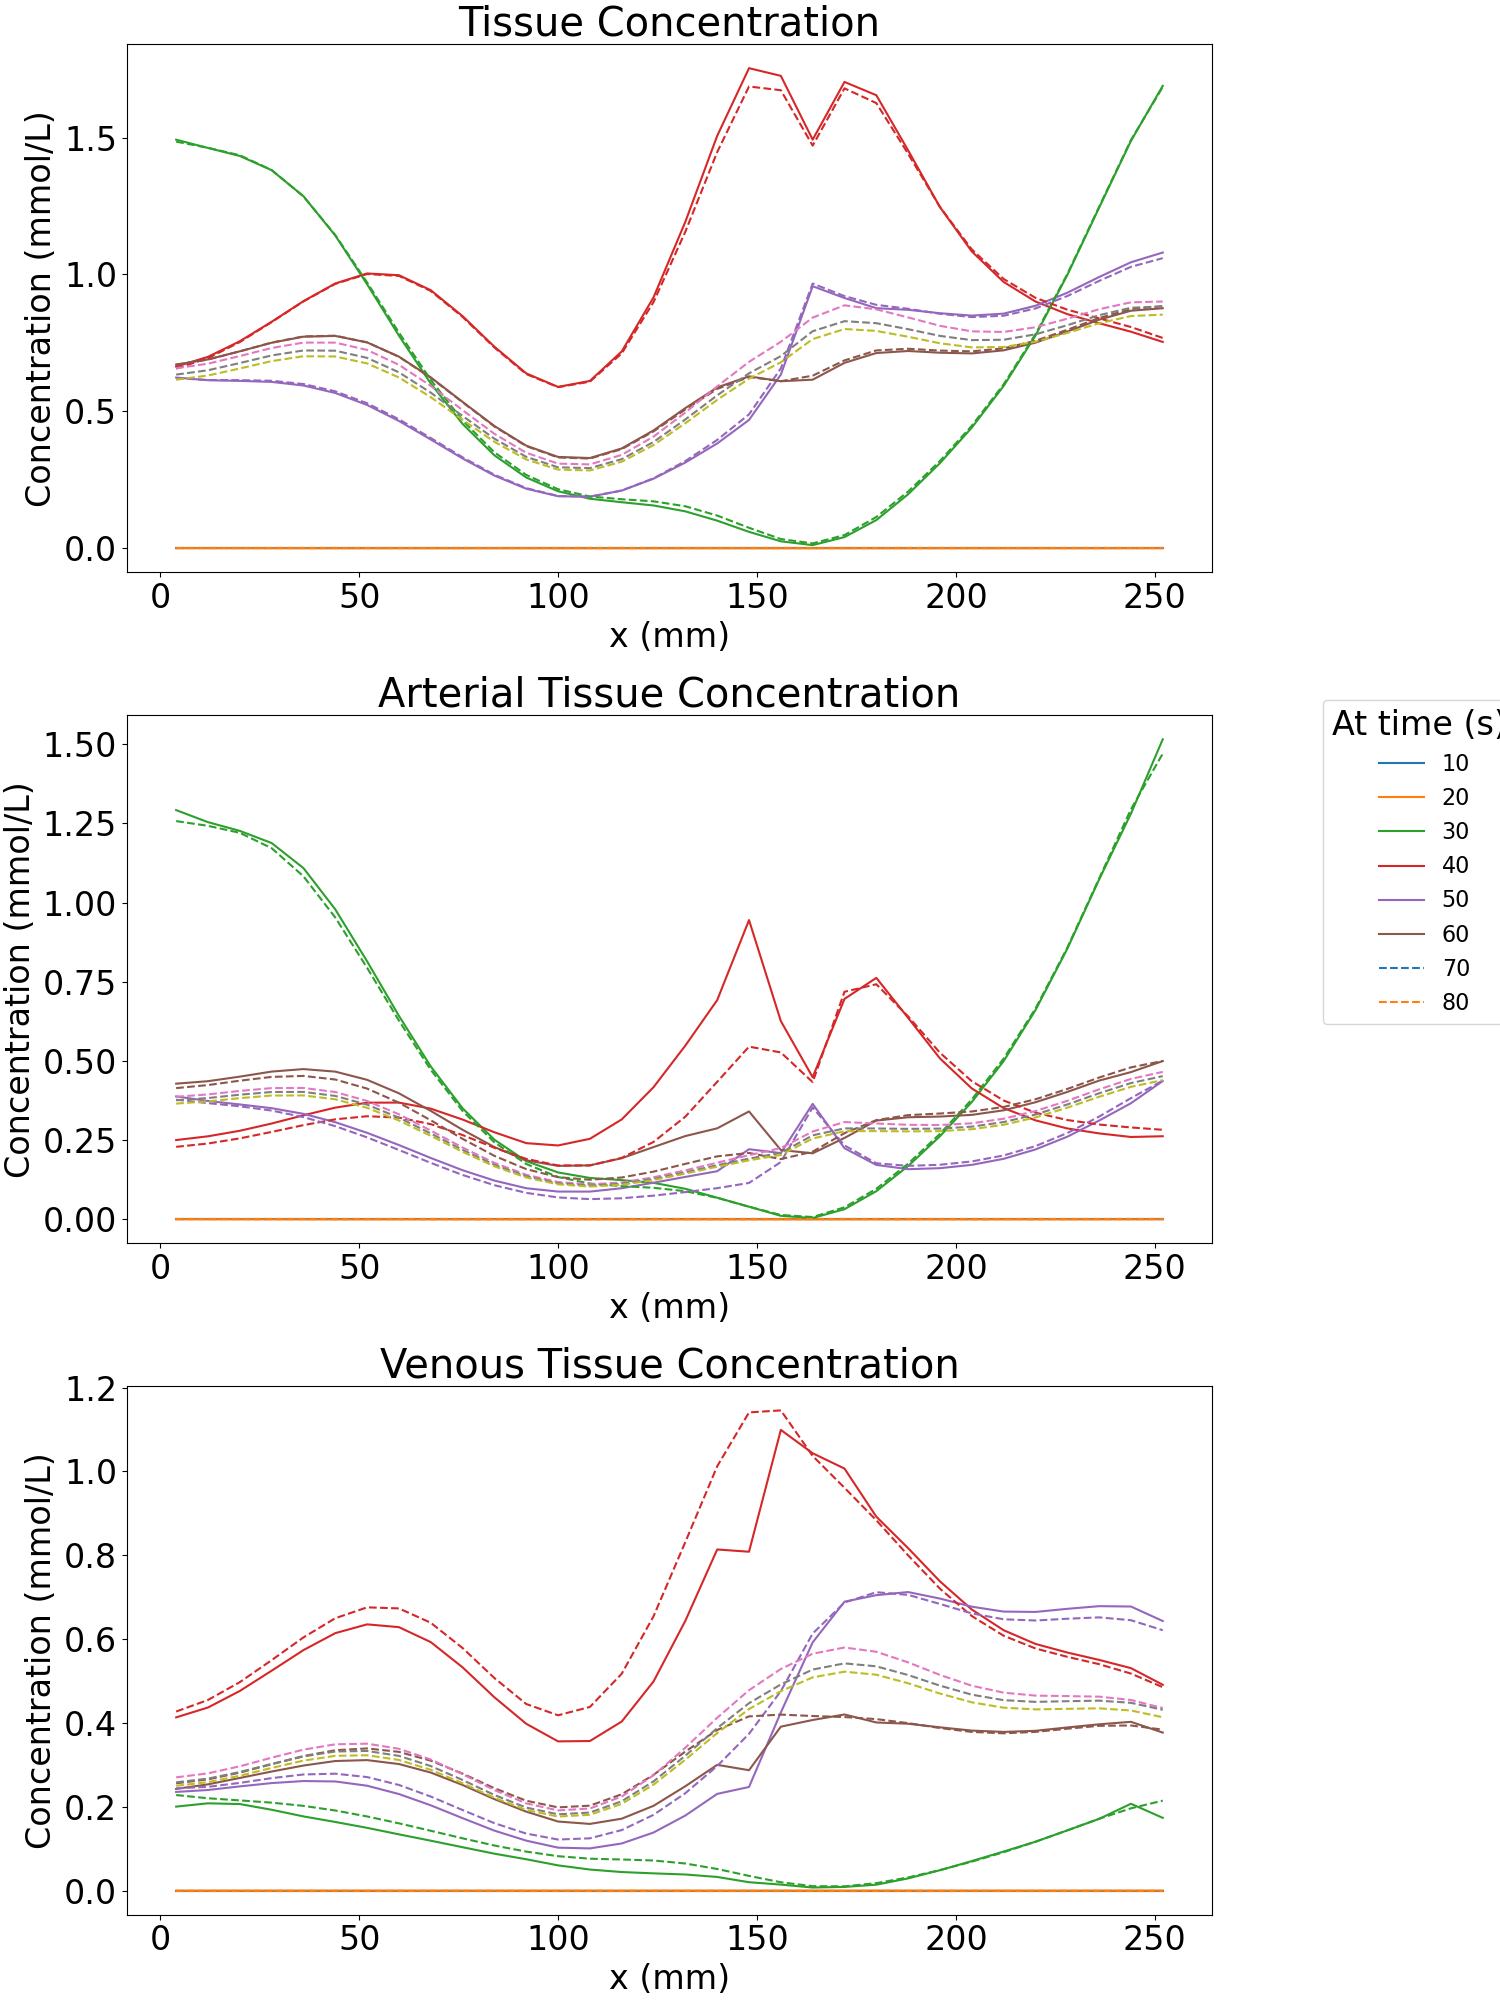 Tissue Concentration
Concentration (mmol/L)
1.5
1.0
0.5
0.0
0 50 100 150 200 250
x (mm)
Arterial Tissue Concentration
Concentration (mmol/L)
1.50
1.25
1.00
0.75
0.50
0.25
0.00
0 50 100 150 200 250
x (mm)
At time (s)
10
20
30
40
50
60
70
80
Venous Tissue Concentration
Concentration (mmol/L)
1.2
1.0
0.8
0.6
0.4
0.2
0.0
0 50 100 150 200 250
x (mm)